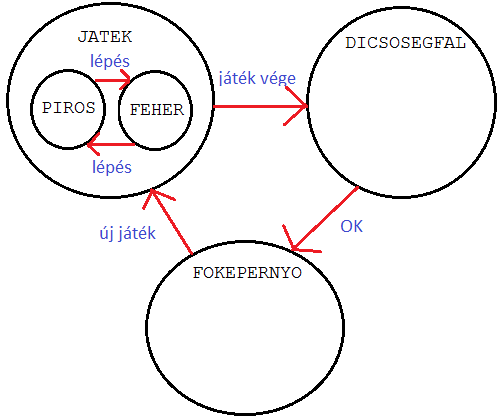 JATEK
lépés
PIROS
FEHER
lépés
játék vége
DICSOSEGFAL
OK
új játék
FOKEPERNYO